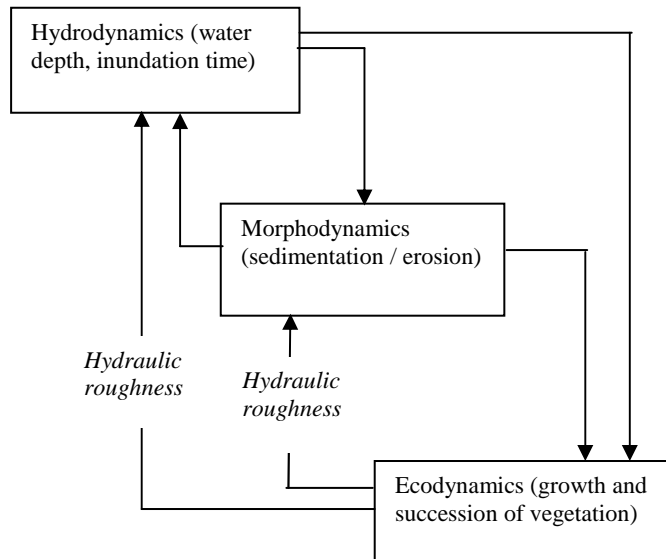 Hydrodynamics (water
depth, inundation time)
Morphodynamics
(sedimentation / erosion)
Hydraulic
roughness
Hydraulic
roughness
Ecodynamics (growth and
succession of vegetation)